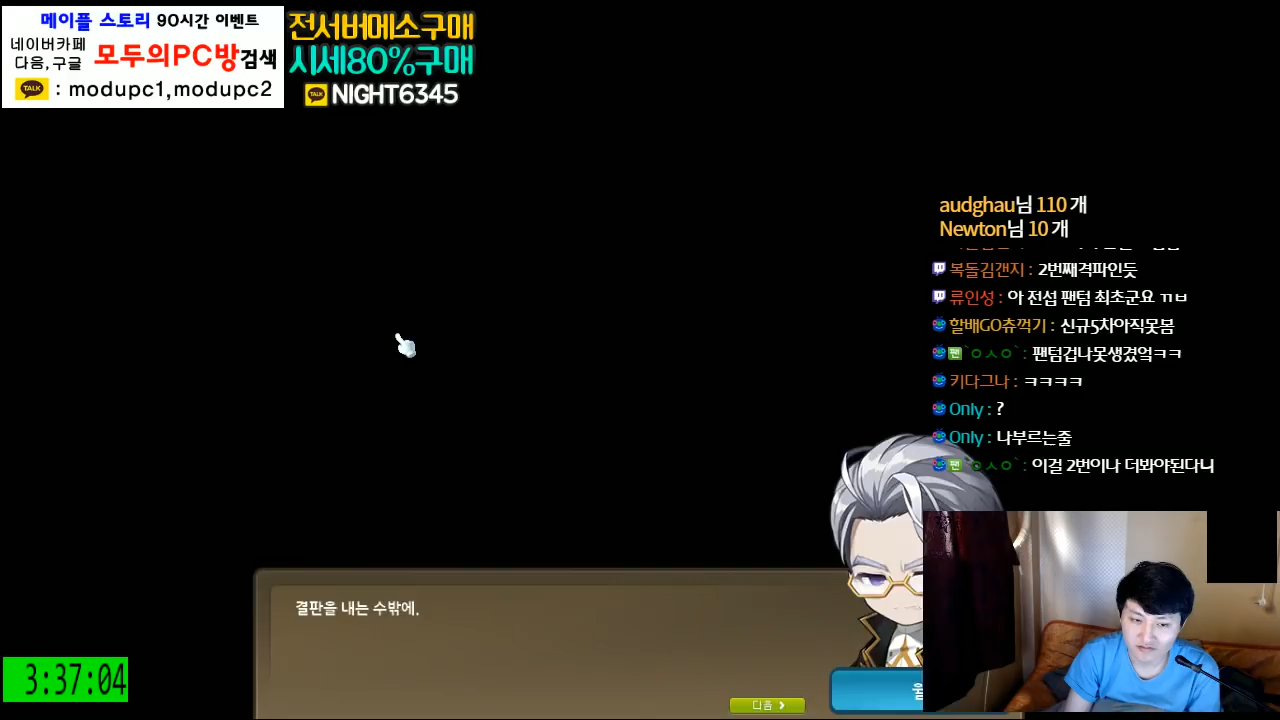 메이플 스토리 90시간 이벤트
네이버카페
다음,구글 모두의PC방검색
TALK : modupc1,modupc2
전서버메소구매
시세80%구매
TALK NIGHT6345
audghau님 110 개
Newton님 10 개
복돌김갠지 : 2번째격파인듯
류인성 : 아 전섭 팬텀 최초군요 ㄲㅂ
할배GO츄꺽기 : 신규5차아직못봄
팬 `ㅇㅅㅇ` : 팬텀겁나못생겼엌ㅋㅋ
키다그나 : ㅋㅋㅋㅋ
Only : ?
Only : 나부르는줄
팬 `ㅇㅅㅇ` : 이걸 2번이나 더봐야된다니
결판을 내는 수밖에.
다음
3:37:04